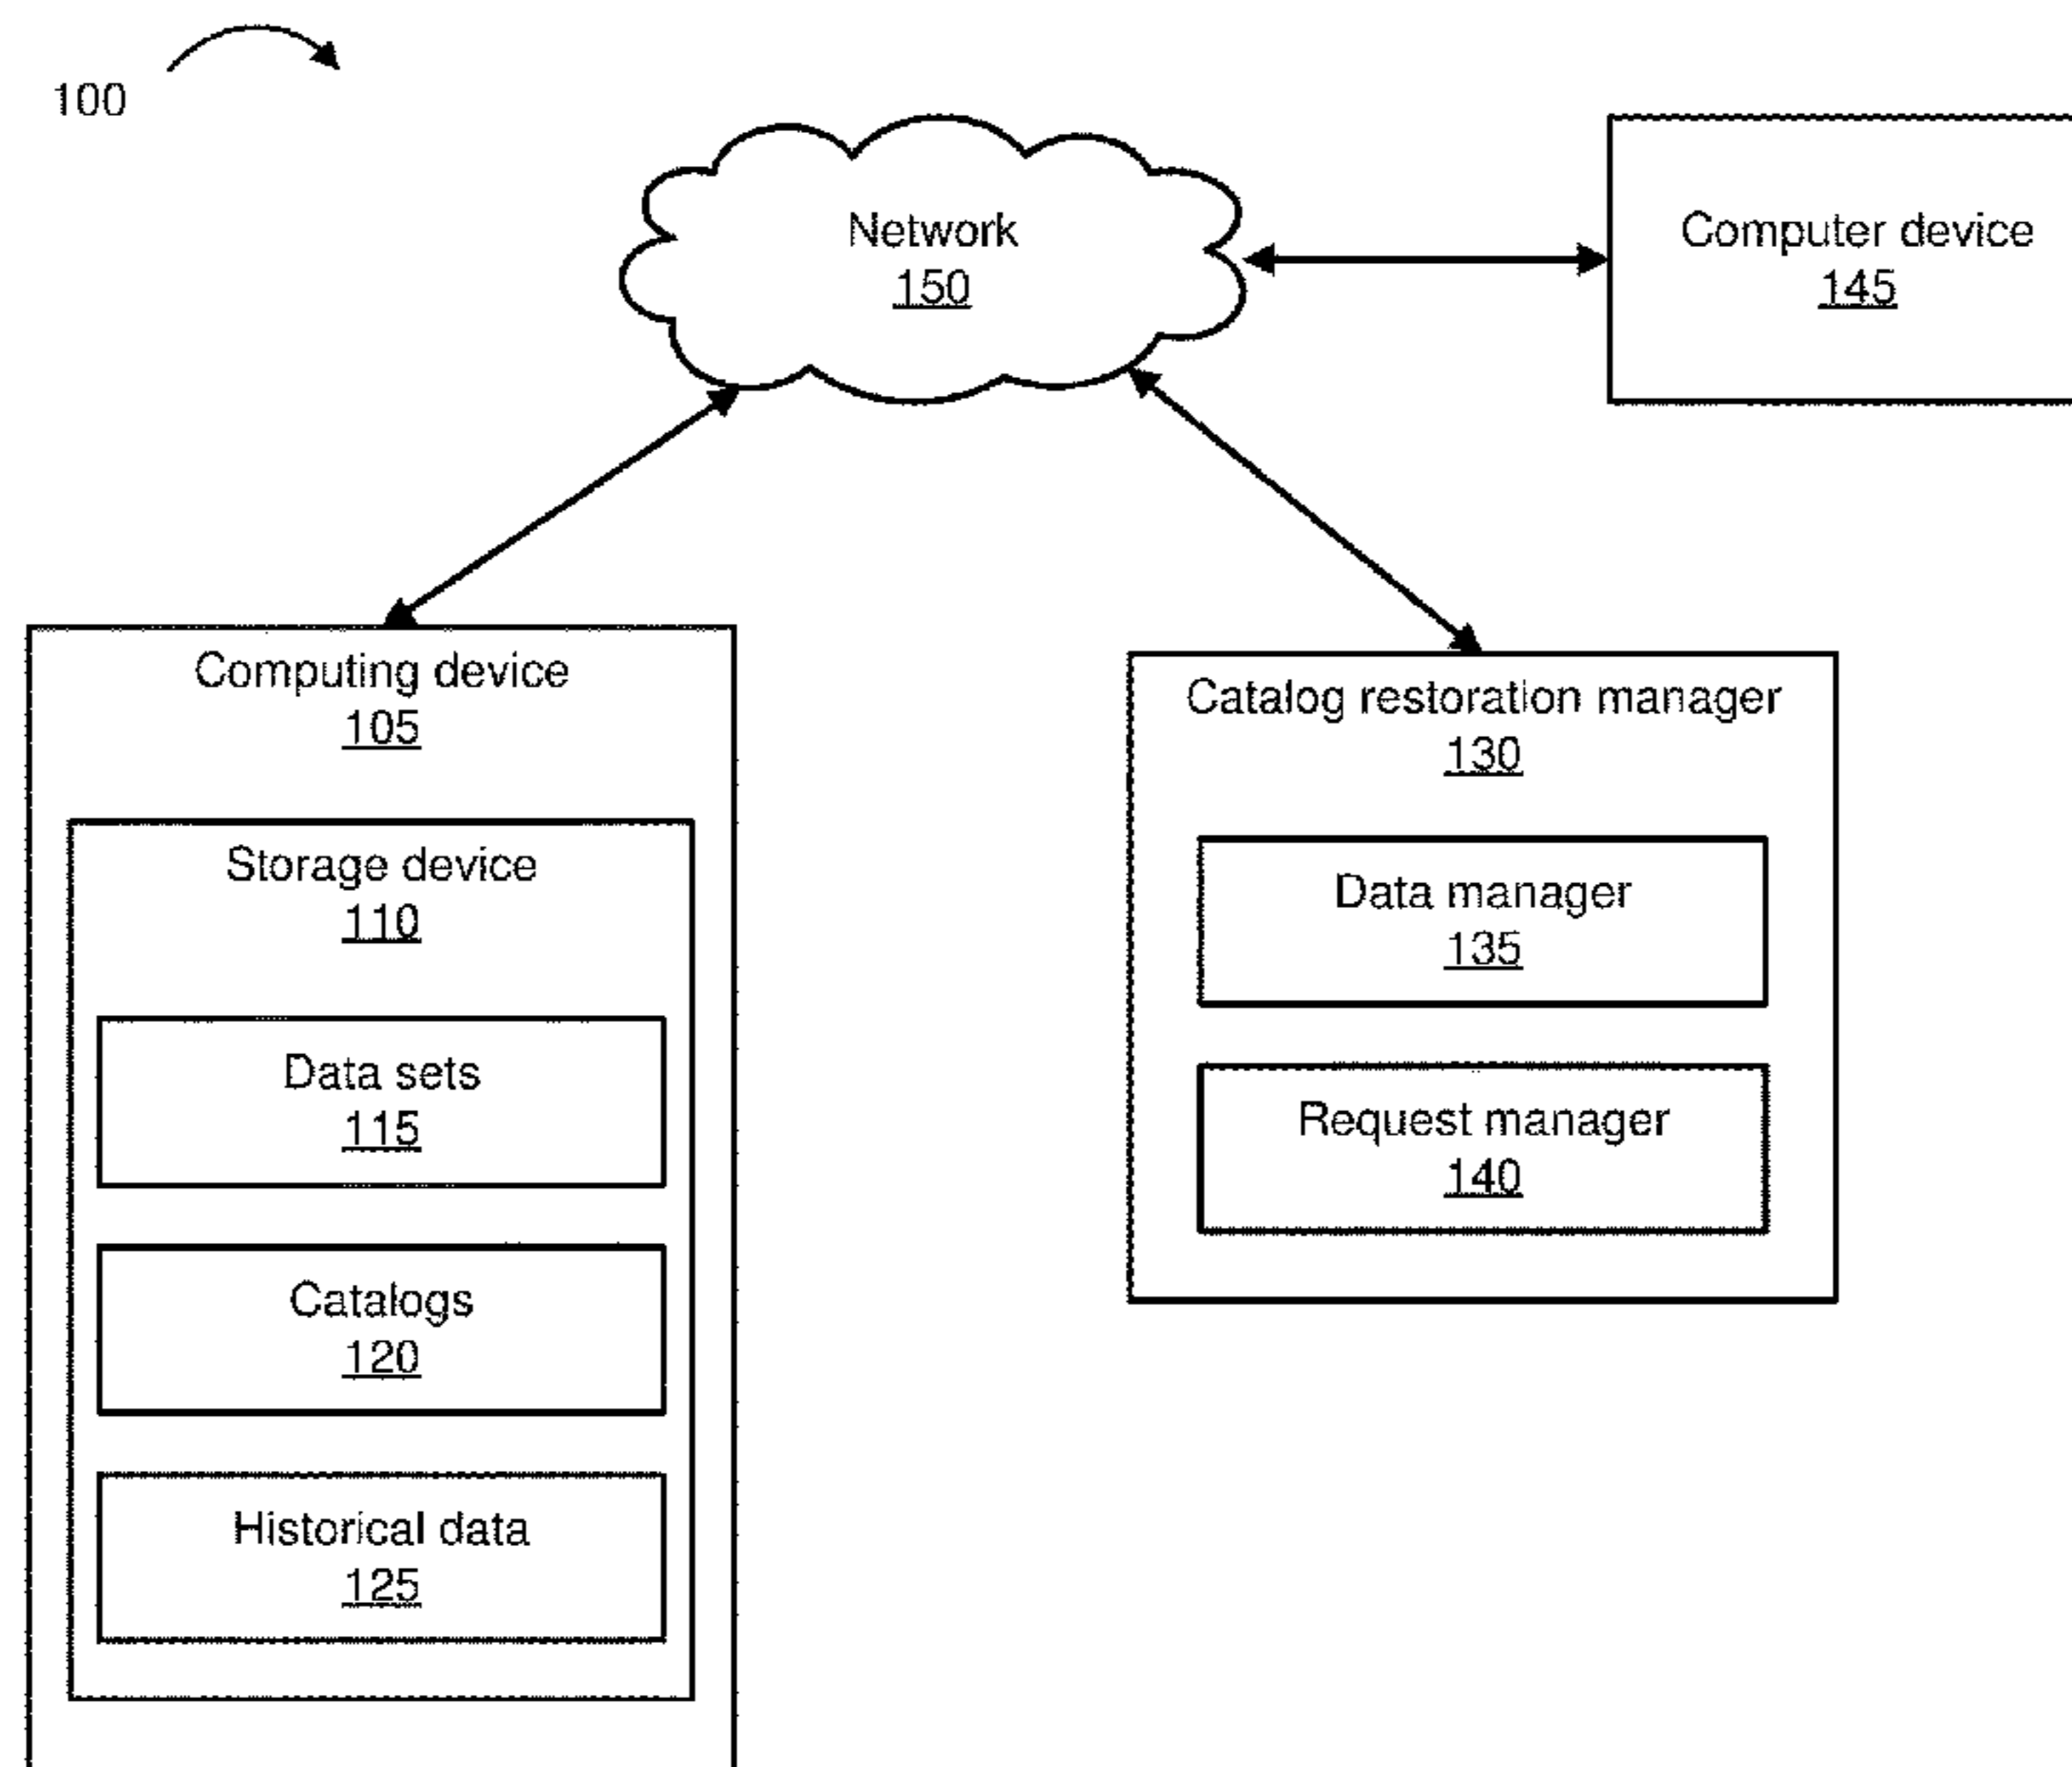 100
Network
150
Computer device
145
Computing device
105
Storage device
110
Data sets
115
Catalogs
120
Historical data
125
Catalog restoration manager
130
Data manager
135
Request manager
140